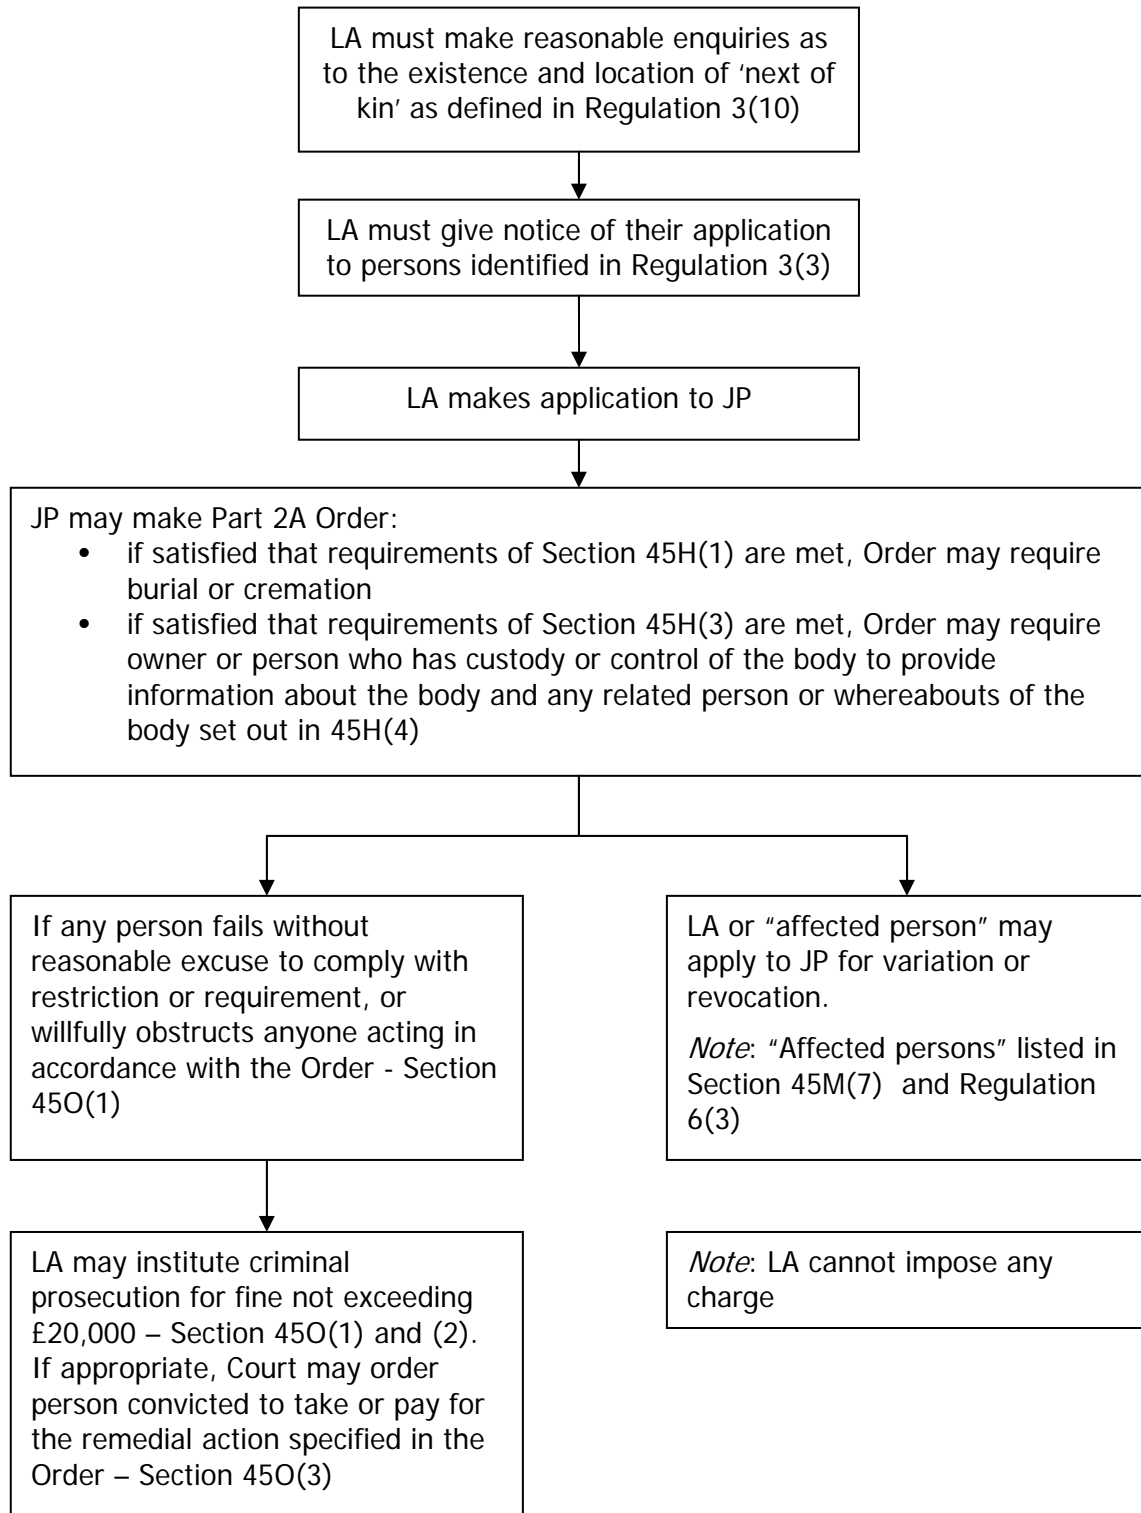 LA must make reasonable enquiries as
to the existence and location of ‘next of
kin’ as defined in Regulation 3(10)
LA must give notice of their application
to persons identified in Regulation 3(3)
LA makes application to JP
JP may make Part 2A Order:
• if satisfied that requirements of Section 45H(1) are met, Order may require
burial or cremation
• if satisfied that requirements of Section 45H(3) are met, Order may require
owner or person who has custody or control of the body to provide
information about the body and any related person or whereabouts of the
body set out in 45H(4)
If any person fails without
reasonable excuse to comply with
restriction or requirement, or
willfully obstructs anyone acting in
accordance with the Order - Section
45O(1)
LA or “affected person” may
apply to JP for variation or
revocation.
Note: “Affected persons” listed in
Section 45M(7) and Regulation
6(3)
LA may institute criminal
prosecution for fine not exceeding
£20,000 – Section 45O(1) and (2).
If appropriate, Court may order
person convicted to take or pay for
the remedial action specified in the
Order – Section 45O(3)
Note: LA cannot impose any
charge